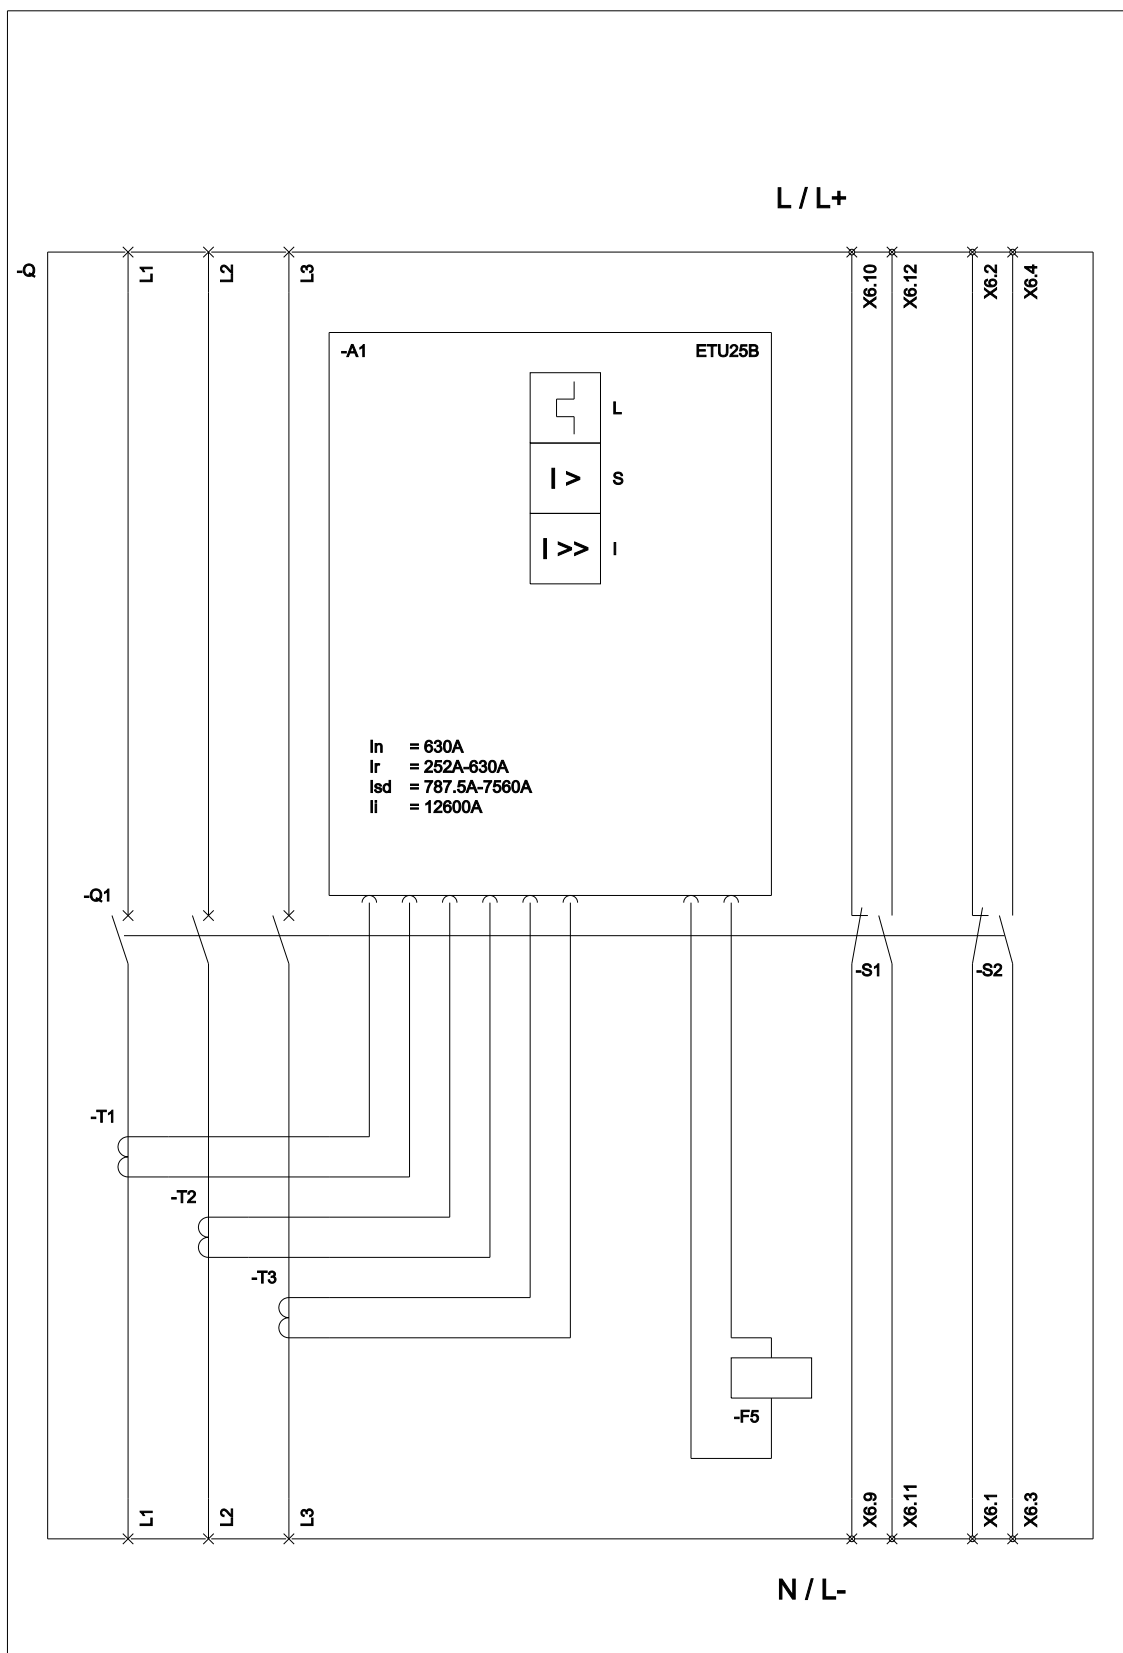 L / L+
-Q
L1
L2
L3
X6.10
X6.12
X6.2
X6.4
-A1
ETU25B
L
I >
S
I >>
I
In = 630A
Ir = 252A-630A
Isd = 787.5A-7560A
Ii = 12600A
-Q1
-S1
-S2
-T1
-T2
-T3
-F5
L1
L2
L3
X6.9
X6.11
X6.1
X6.3
N / L-